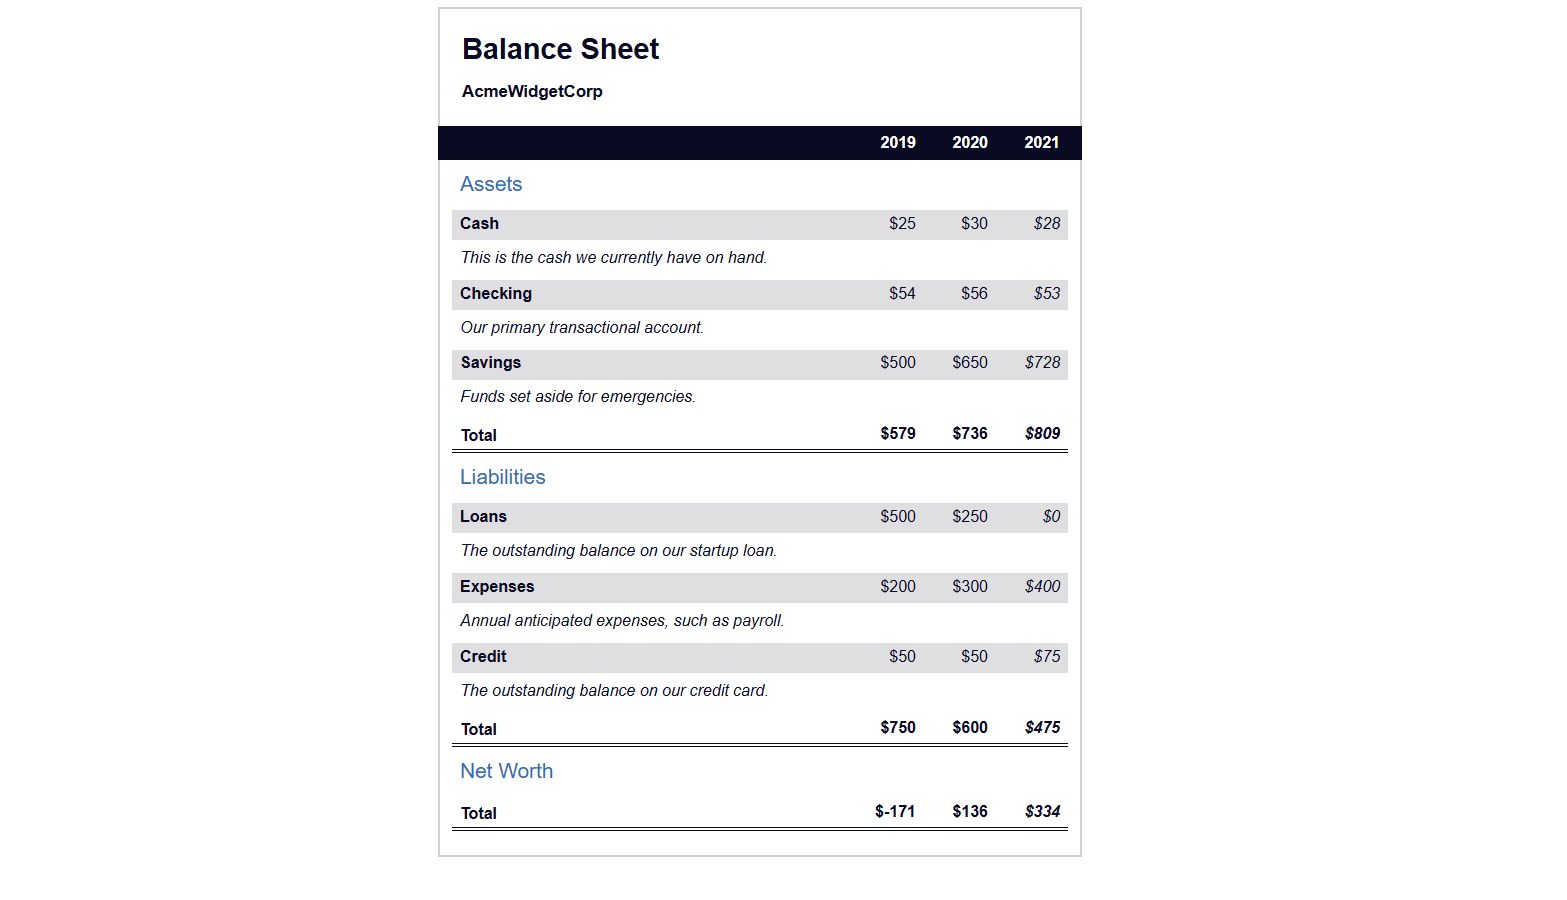 Balance Sheet
AcmeWidgetCorp
2019 2020 2021
Assets
Cash $25 $30 $28
This is the cash we currently have on hand.
Checking $54 $56 $53
Our primary transactional account.
Savings $500 $650 $728
Funds set aside for emergencies.
Total $579 $736 $809
Liabilities
Loans $500 $250 $0
The outstanding balance on our startup loan.
Expenses $200 $300 $400
Annual anticipated expenses, such as payroll.
Credit $50 $50 $75
The outstanding balance on our credit card.
Total $750 $600 $475
Net Worth
Total $-171 $136 $334